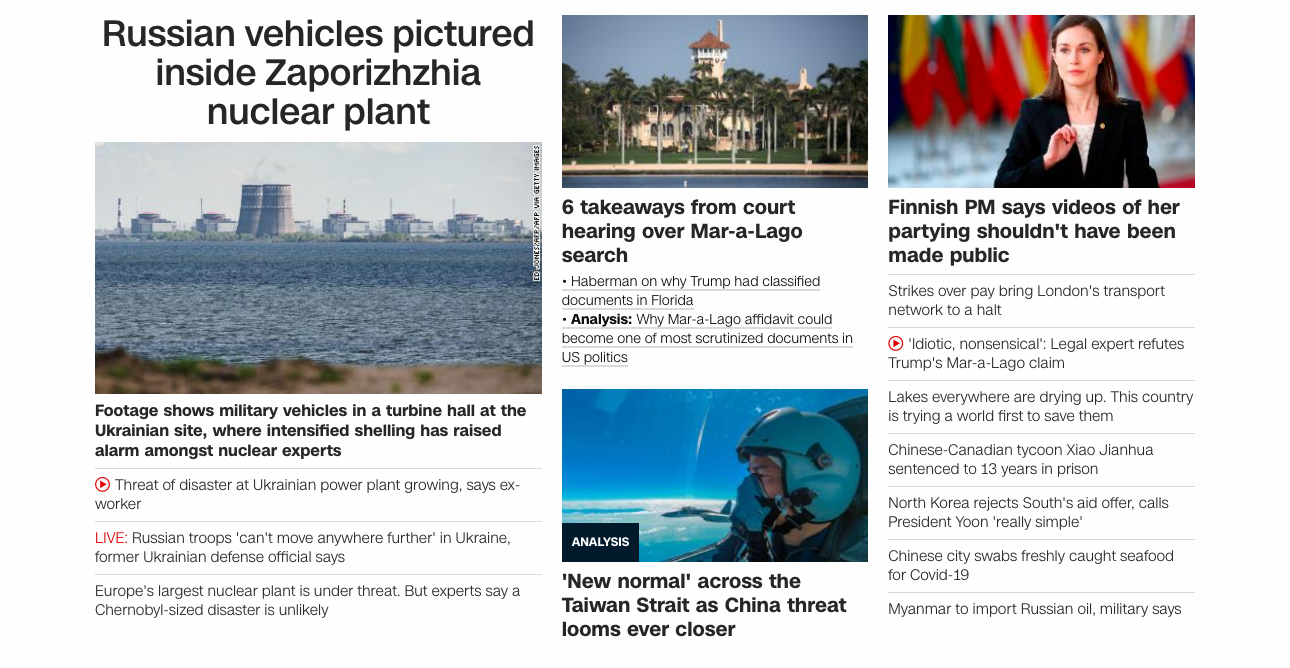 Russian vehicles pictured
inside Zaporizhzhia
nuclear plant
ED JONES/AFP/AFP VIA GETTY IMAGES
Footage shows military vehicles in a turbine hall at the
Ukrainian site, where intensified shelling has raised
alarm amongst nuclear experts
Threat of disaster at Ukrainian power plant growing, says ex-
worker
LIVE: Russian troops 'can't move anywhere further' in Ukraine,
former Ukrainian defense official says
Europe's largest nuclear plant is under threat. But experts say a
Chernobyl-sized disaster is unlikely
6 takeaways from court
hearing over Mar-a-Lago
search
• Haberman on why Trump had classified
documents in Florida
• Analysis: Why Mar-a-Lago affidavit could
become one of most scrutinized documents in
US politics
ANALYSIS
'New normal' across the
Taiwan Strait as China threat
looms ever closer
Finnish PM says videos of her
partying shouldn't have been
made public
Strikes over pay bring London's transport
network to a halt
'Idiotic, nonsensical': Legal expert refutes
Trump's Mar-a-Lago claim
Lakes everywhere are drying up. This country
is trying a world first to save them
Chinese-Canadian tycoon Xiao Jianhua
sentenced to 13 years in prison
North Korea rejects South's aid offer, calls
President Yoon 'really simple'
Chinese city swabs freshly caught seafood
for Covid-19
Myanmar to import Russian oil, military says